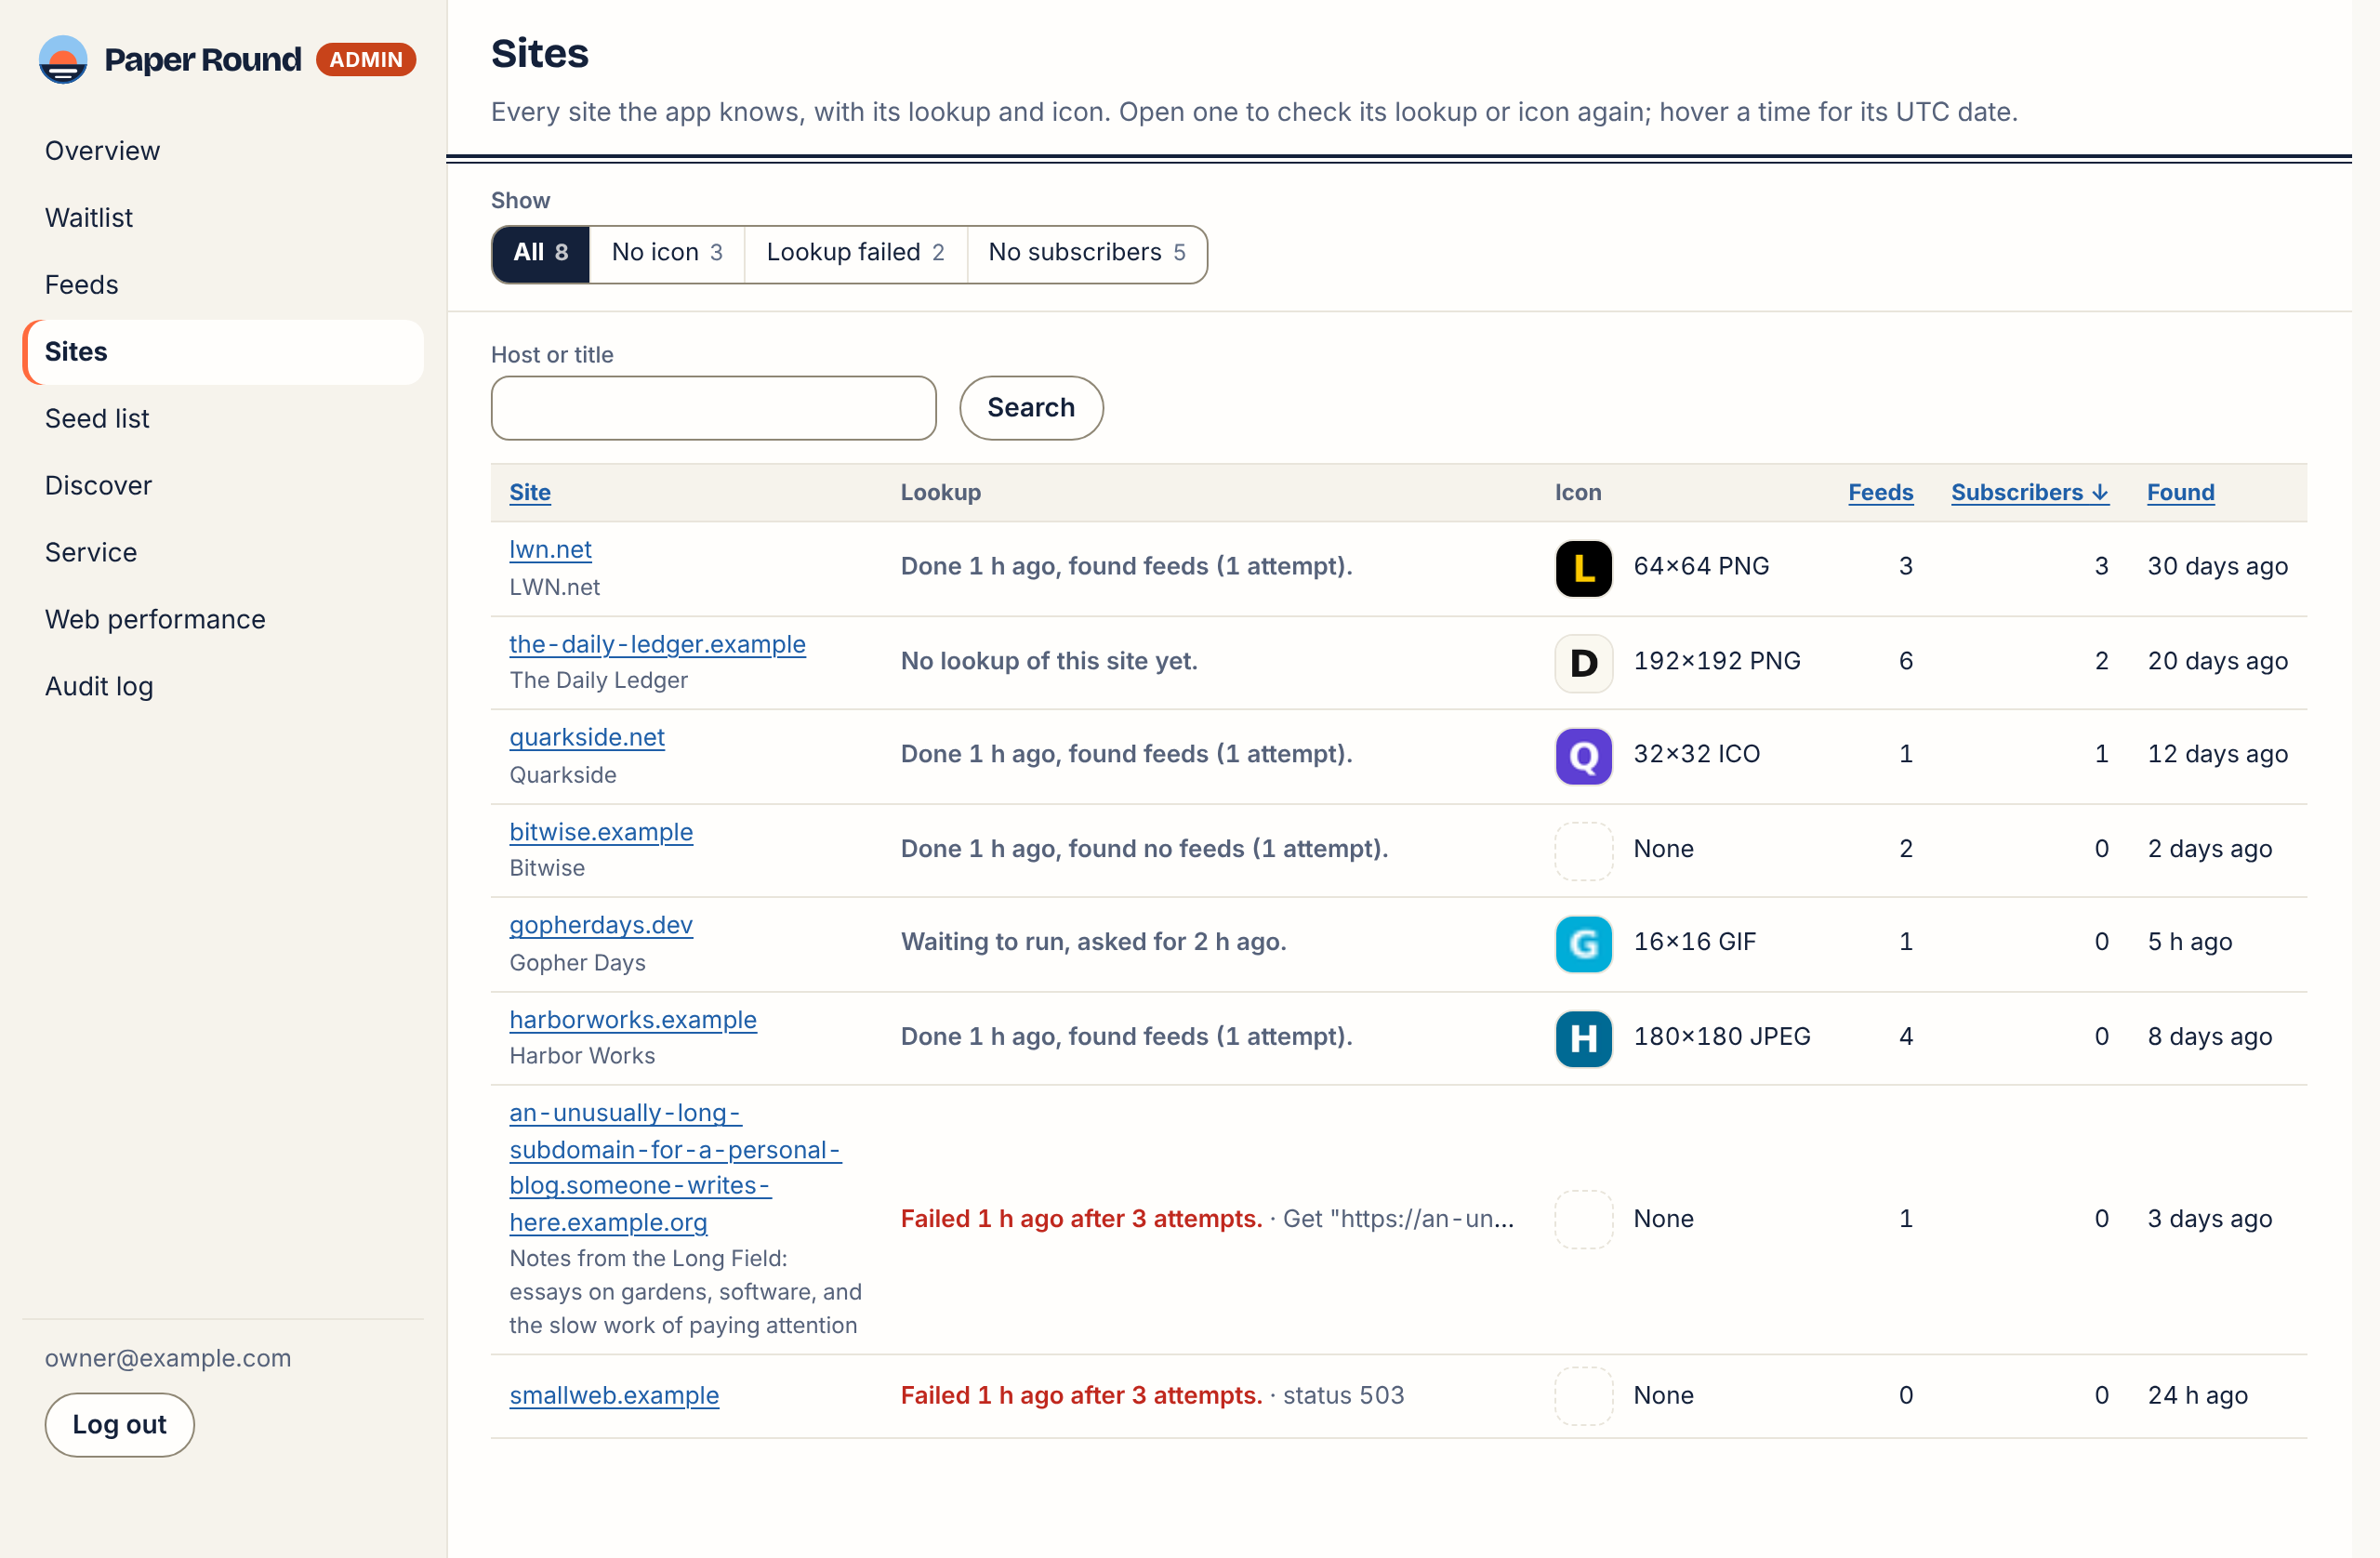 Paper Round ADMIN
Overview
Waitlist
Feeds
Sites
Seed list
Discover
Service
Web performance
Audit log
owner@example.com
Log out
Sites
Every site the app knows, with its lookup and icon. Open one to check its lookup or icon again; hover a time for its UTC date.
Show
All 8 No icon 3 Lookup failed 2 No subscribers 5
Host or title
Search
Site Lookup Icon Feeds Subscribers ↓ Found
lwn.net
LWN.net
Done 1 h ago, found feeds (1 attempt). L 64×64 PNG 3 3 30 days ago
the-daily-ledger.example
The Daily Ledger
No lookup of this site yet. D 192×192 PNG 6 2 20 days ago
quarkside.net
Quarkside
Done 1 h ago, found feeds (1 attempt). Q 32×32 ICO 1 1 12 days ago
bitwise.example
Bitwise
Done 1 h ago, found no feeds (1 attempt). None 2 0 2 days ago
gopherdays.dev
Gopher Days
Waiting to run, asked for 2 h ago. G 16×16 GIF 1 0 5 h ago
harborworks.example
Harbor Works
Done 1 h ago, found feeds (1 attempt). H 180×180 JPEG 4 0 8 days ago
an-unusually-long-
subdomain-for-a-personal-
blog.someone-writes-
here.example.org
Notes from the Long Field:
essays on gardens, software, and
the slow work of paying attention
Failed 1 h ago after 3 attempts. · Get "https://an-un... None 1 0 3 days ago
smallweb.example Failed 1 h ago after 3 attempts. · status 503 None 0 0 24 h ago